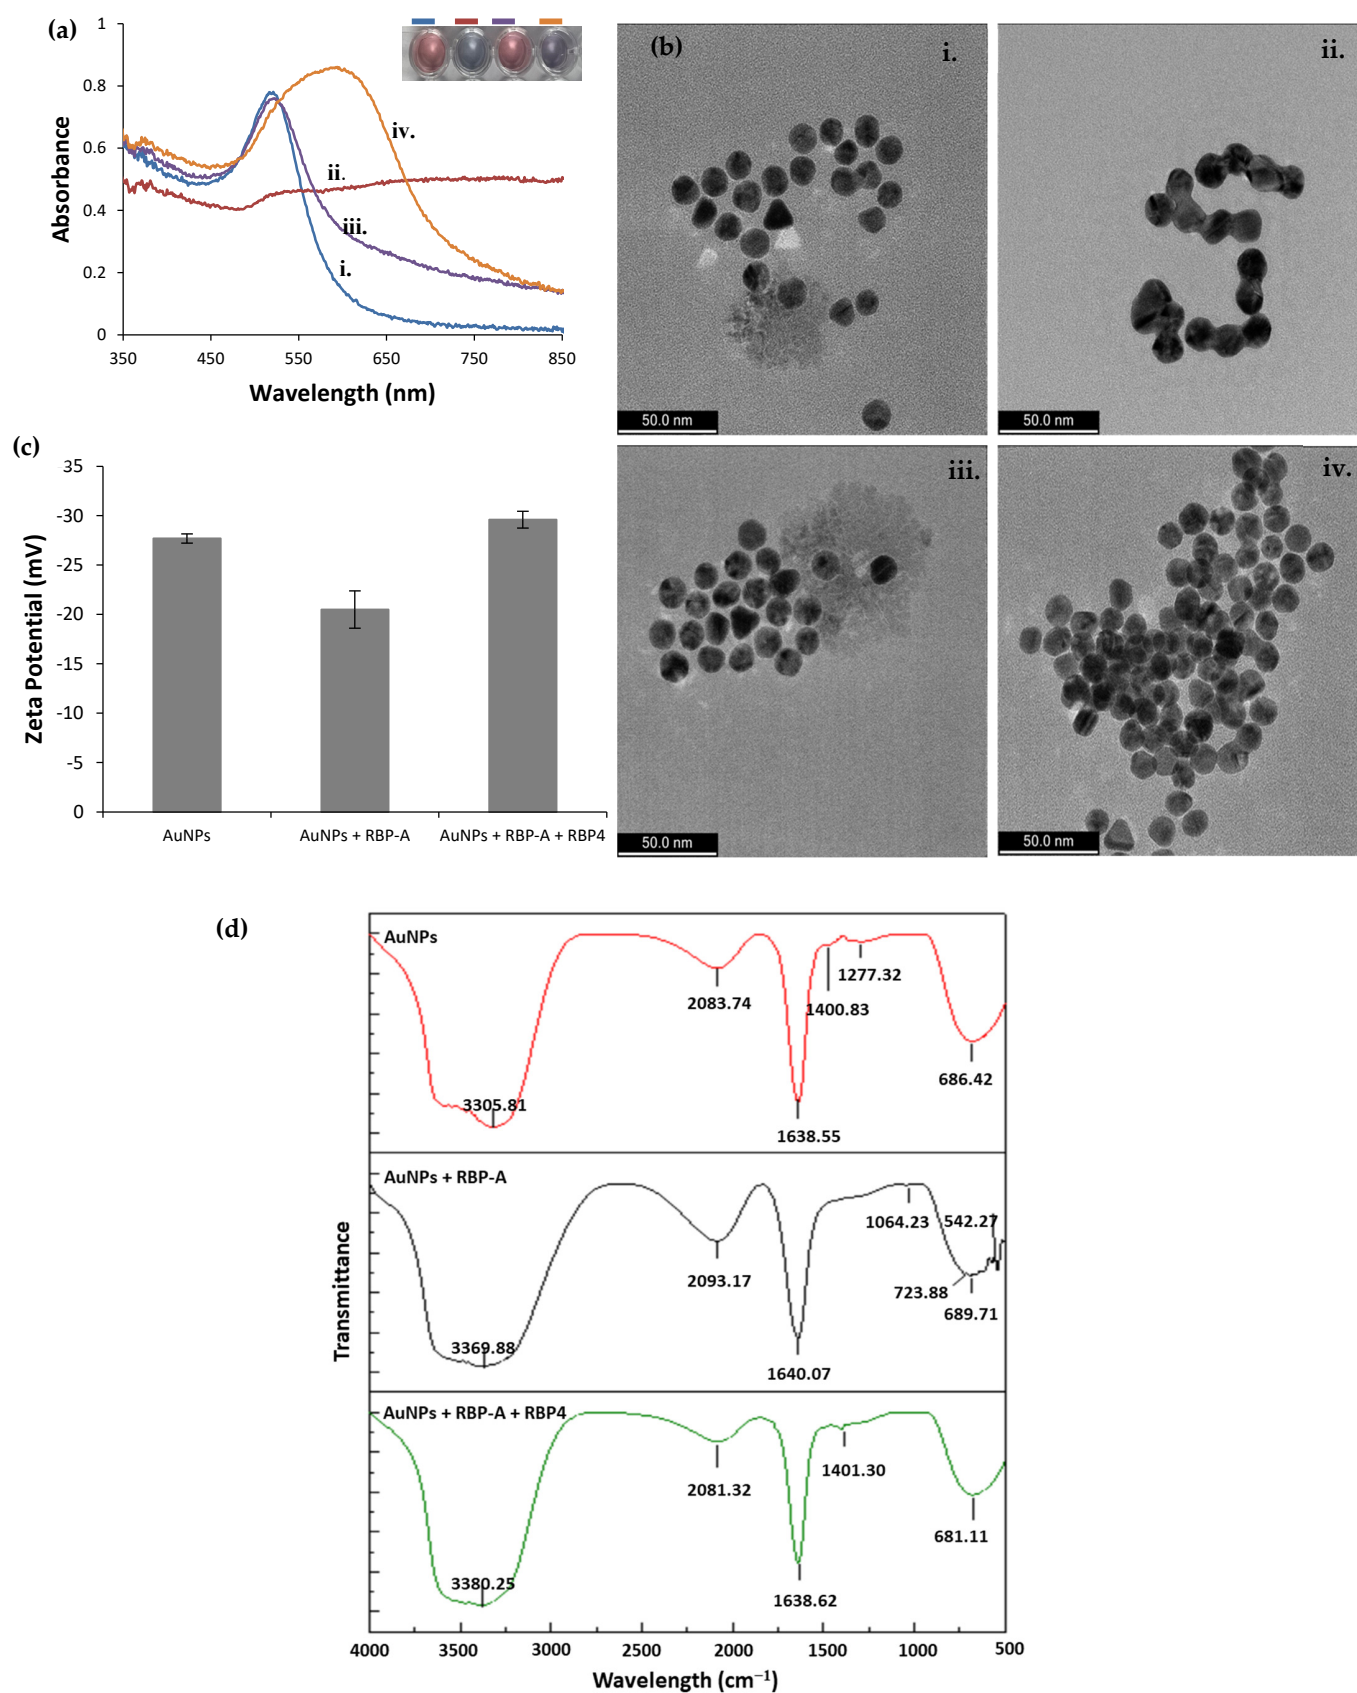 (a)
1
0.8
0.6
0.4
0.2
0
Absorbance
350
450
550
650
750
850
Wavelength (nm)
iv.
ii.
iii.
i.
(b)
i.
50.0 nm
ii.
50.0 nm
iii.
50.0 nm
iv.
50.0 nm
(c)
35
-30
-25
-20
-15
-10
-5
0
Zeta Potential (mV)
AuNPs
AuNPs + RBP-A
AuNPs + RBP-A + RBP4
(d)
AuNPs
3305.81
2083.74
1638.55
1400.83
1277.32
686.42
AuNPs + RBP-A
3369.88
2093.17
1640.07
1064.23
542.27
723.88
689.71
AuNPs + RBP-A + RBP4
3380.25
2081.32
1638.62
1401.30
681.11
Transmittance
4000
3500
3000
2500
2000
1500
1000
500
Wavelength (cm⁻¹)